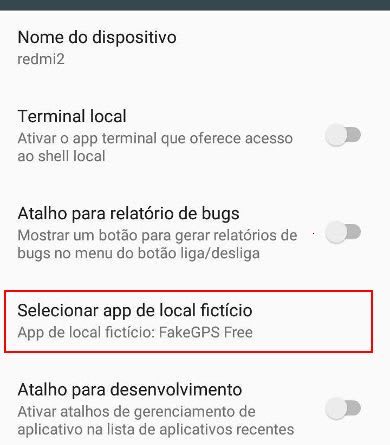 Nome do dispositivo
redmi2
Terminal local
Ativar o app terminal que oferece acesso
ao shell local
Atalho para relatório de bugs
Mostrar um botão para gerar relatórios de
bugs no menu do botão liga/desliga
Selecionar app de local fictício
App de local fictício: FakeGPS Free
Atalho para desenvolvimento
Ativar atalhos de gerenciamento de
aplicativo na lista de aplicativos recentes